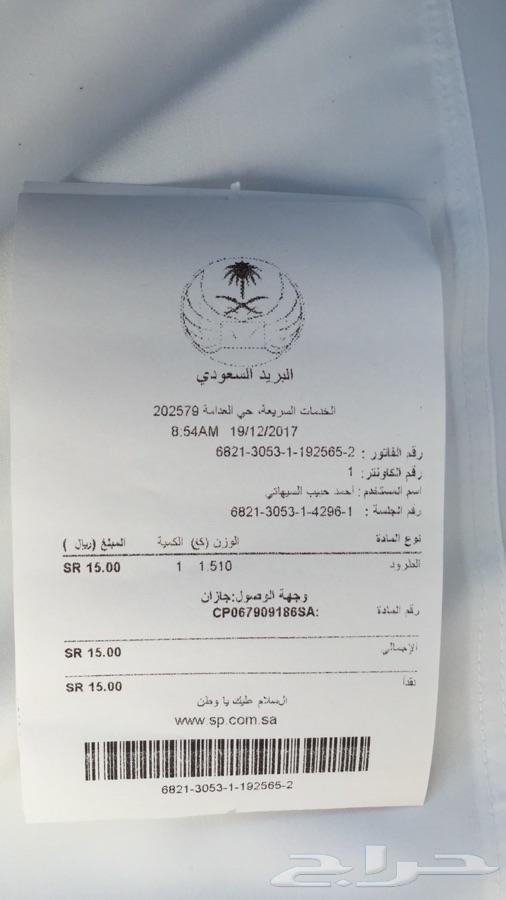 البريد السعودي
الخدمات السريعة، حي العدامة 202579
8:54AM 19/12/2017
رقم الفاتور : 6821-3053-1-192565-2
رقم الكاونتر: 1
اسم المستخدم : أحمد حبيب السيهاتي
رقم الجلسة : 6821-3053-1-4296-1
نوع المادة الوزن (كغ) الكمية المبلغ (ريال )
الطرود 1.510 1 SR 15.00
وجهة الوصول:جازان
رقم المادة CP067909186SA:
الإجمالي SR 15.00
نقدا SR 15.00
السلام عليك يا وطن
www.sp.com.sa
6821-3053-1-192565-2
حراج